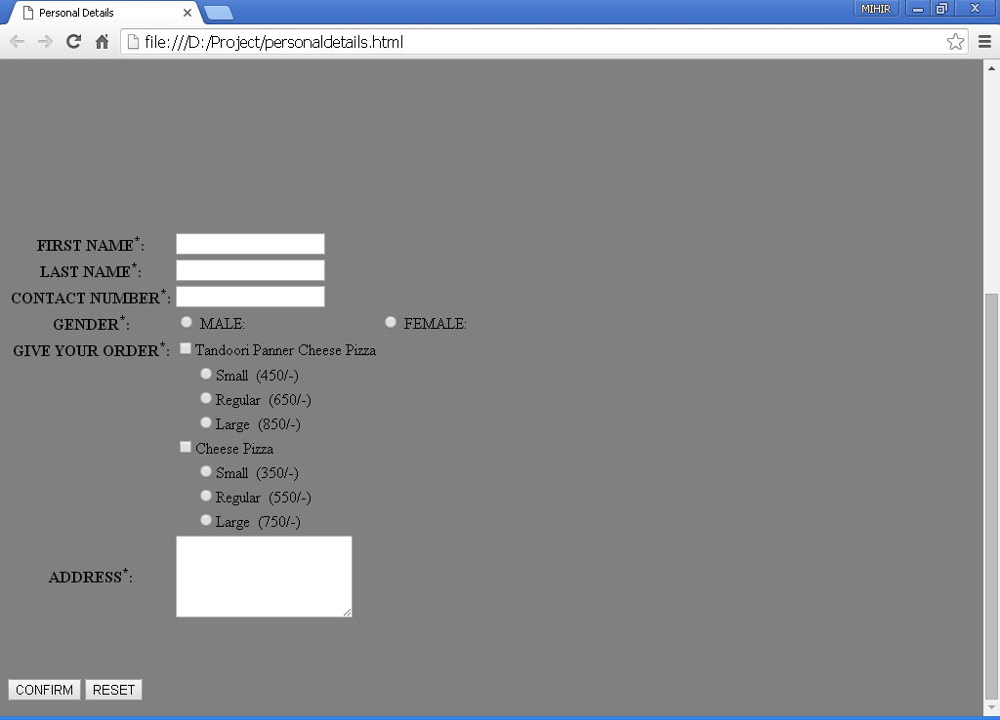 Personal Details
MIHIR
file:///D:/Project/personaldetails.html
FIRST NAME*:
LAST NAME*:
CONTACT NUMBER*:
GENDER*: MALE: FEMALE:
GIVE YOUR ORDER*: Tandoori Panner Cheese Pizza
Small (450/-)
Regular (650/-)
Large (850/-)
Cheese Pizza
Small (350/-)
Regular (550/-)
Large (750/-)
ADDRESS*:
CONFIRM RESET